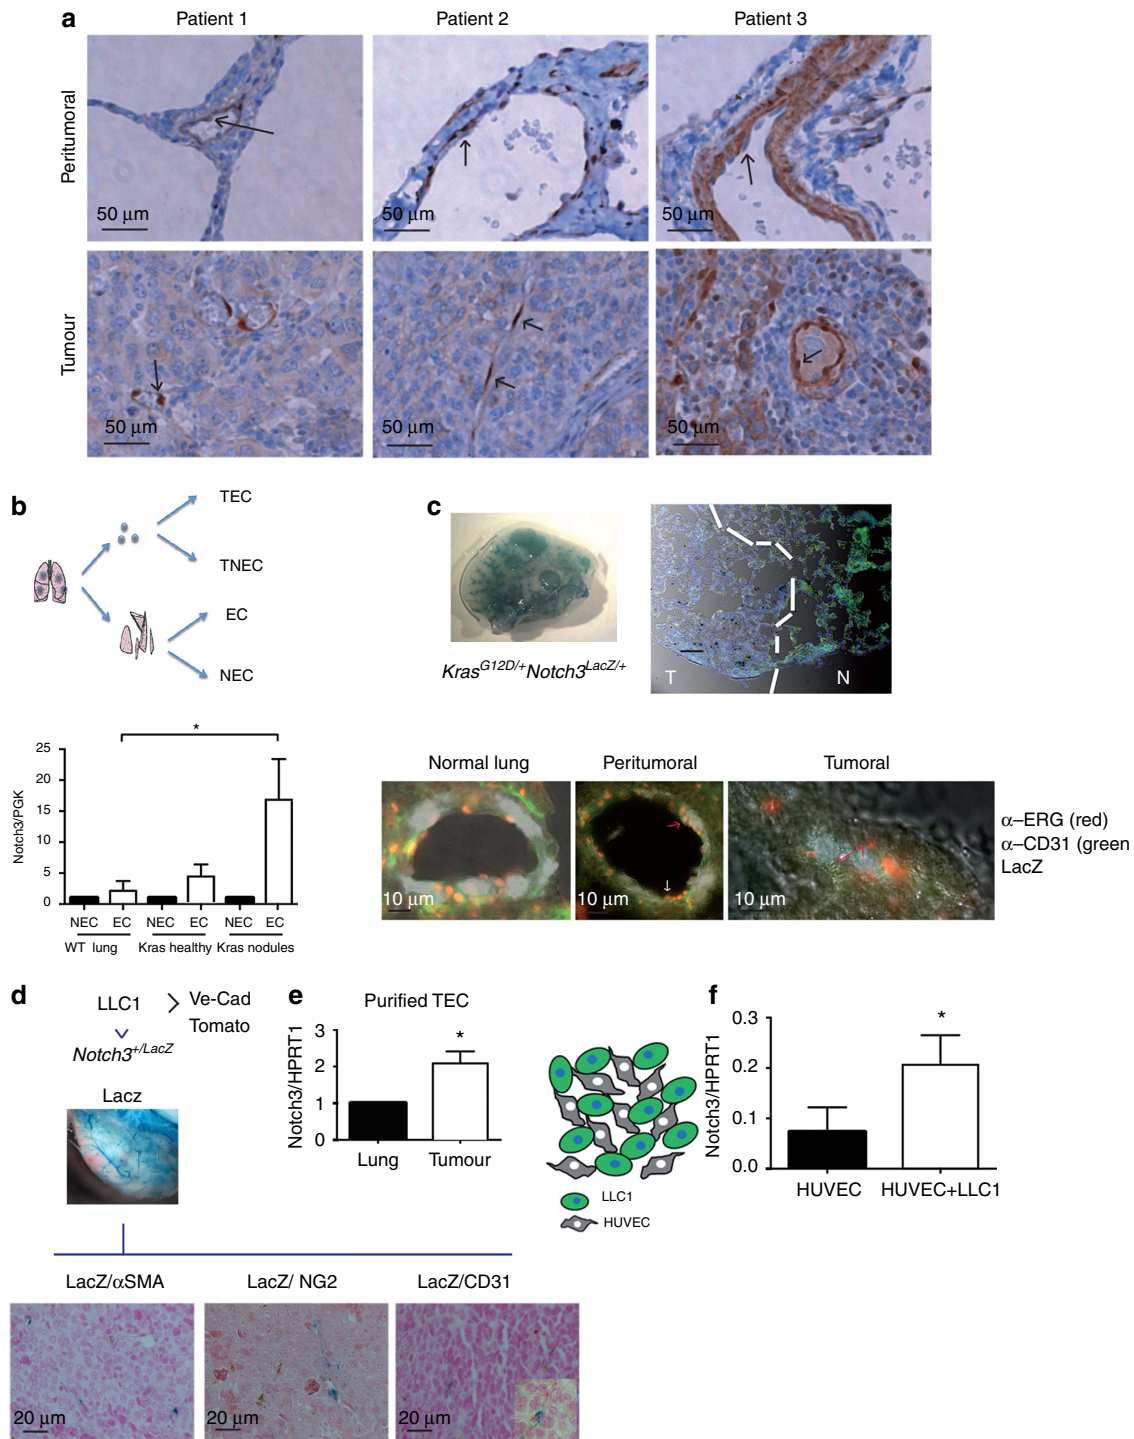 a
Patient 1
Patient 2
Patient 3
Peritumoral
50 µm
50 µm
50 µm
Tumour
50 µm
50 µm
50 µm
b
TEC
TNEC
EC
NEC
*
Notch3/PGK
25
20
15
10
5
0
NEC EC NEC EC NEC EC
WT lung Kras healthy Kras nodules
c
Kras^G12D/+ Notch3^LacZ/+
T
N
Normal lung
Peritumoral
Tumoral
10 µm
10 µm
10 µm
α–ERG (red)
α–CD31 (green
LacZ
d
LLC1
Ve-Cad
Tomato
Notch3^+/LacZ
Lacz
LacZ/αSMA
LacZ/ NG2
LacZ/CD31
20 µm
20 µm
20 µm
e
Purified TEC
*
Notch3/HPRT1
3
2
1
0
Lung
Tumour
LLC1
HUVEC
f
*
Notch3/HPRT1
0.3
0.2
0.1
0.0
HUVEC
HUVEC+LLC1